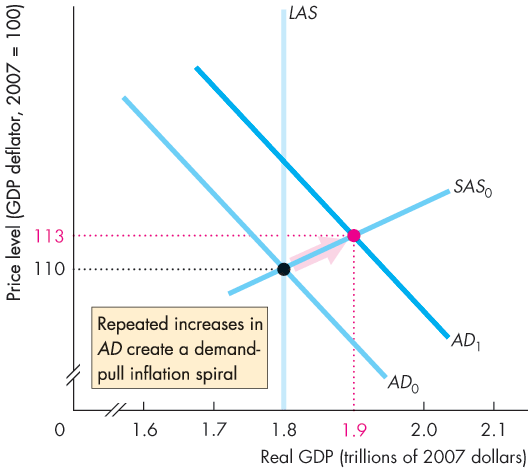 Price level (GDP deflator, 2007 = 100)
LAS
SAS0
113
110
Repeated increases in
AD create a demand-
pull inflation spiral
AD1
AD0
0
1.6
1.7
1.8
1.9
2.0
2.1
Real GDP (trillions of 2007 dollars)